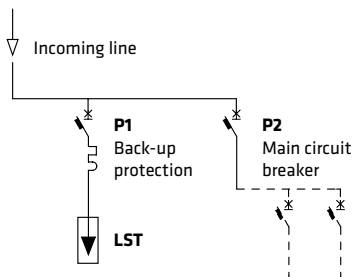 Incoming line
P1
Back-up
protection
P2
Main circuit
breaker
LST